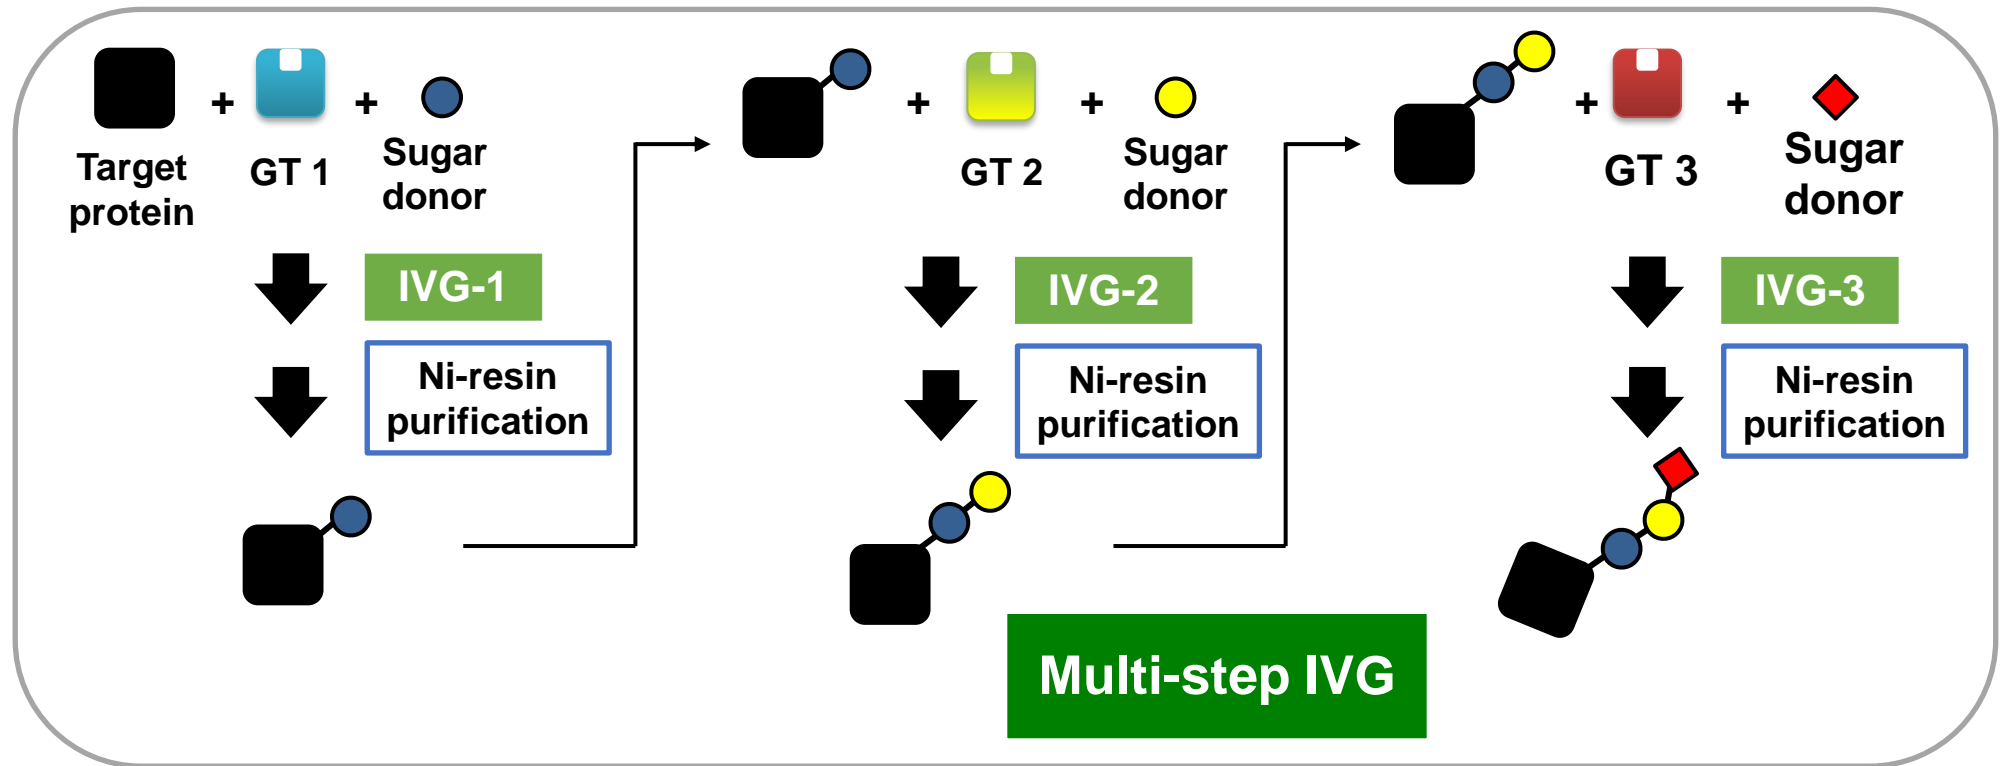 +
+
Target
protein
GT 1
Sugar
donor
IVG-1
Ni-resin
purification
+
+
GT 2
Sugar
donor
IVG-2
Ni-resin
purification
+
+
GT 3
Sugar
donor
IVG-3
Ni-resin
purification
Multi-step IVG